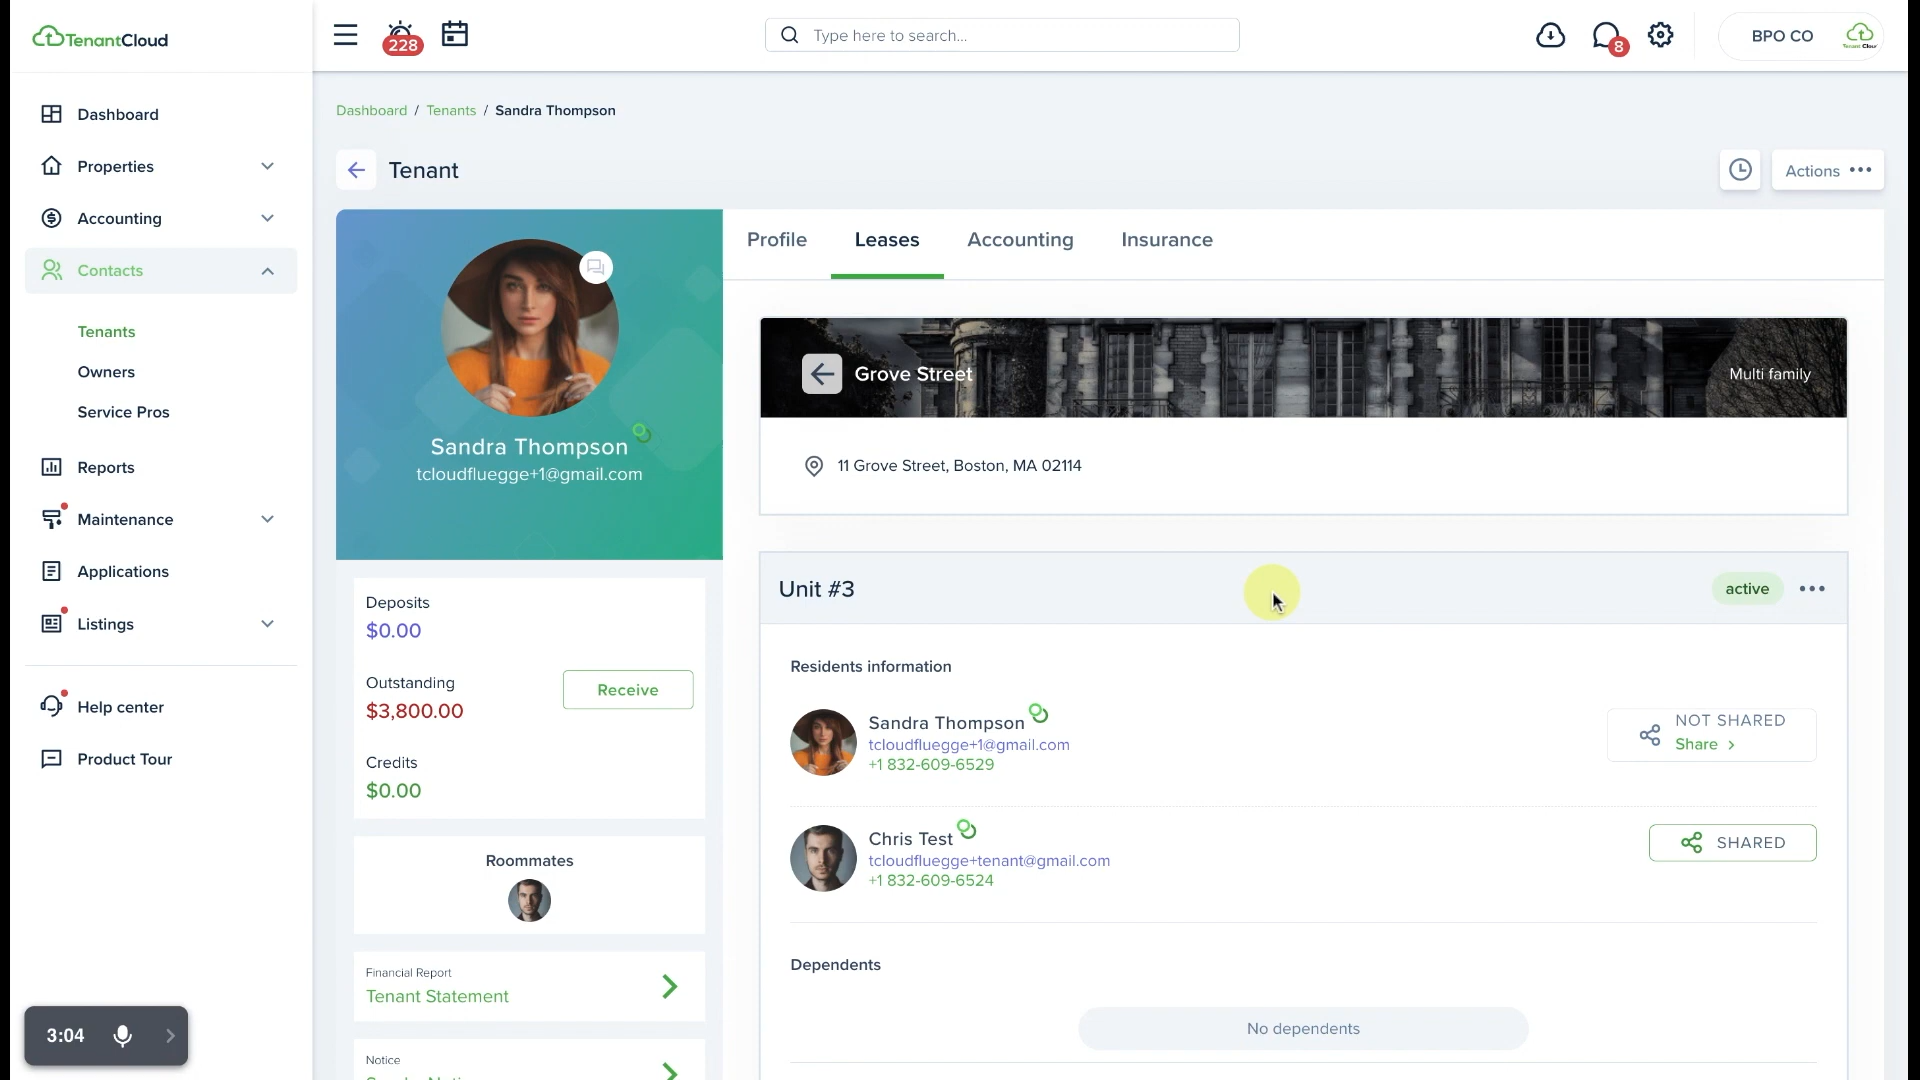 TenantCloud
228
Type here to search...
8
BPO CO
Tenant Cloud
Dashboard
Properties
Accounting
Contacts
Tenants
Owners
Service Pros
Reports
Maintenance
Applications
Listings
Help center
Product Tour
3:04
Dashboard / Tenants / Sandra Thompson
Tenant
Actions
Sandra Thompson
tcloudfluegge+1@gmail.com
Deposits
$0.00
Outstanding
$3,800.00
Receive
Credits
$0.00
Roommates
Financial Report
Tenant Statement
Notice
Profile
Leases
Accounting
Insurance
Grove Street
Multi family
11 Grove Street, Boston, MA 02114
Unit #3
active
Residents information
Sandra Thompson
tcloudfluegge+1@gmail.com
+1 832-609-6529
NOT SHARED
Share
Chris Test
tcloudfluegge+tenant@gmail.com
+1 832-609-6524
SHARED
Dependents
No dependents